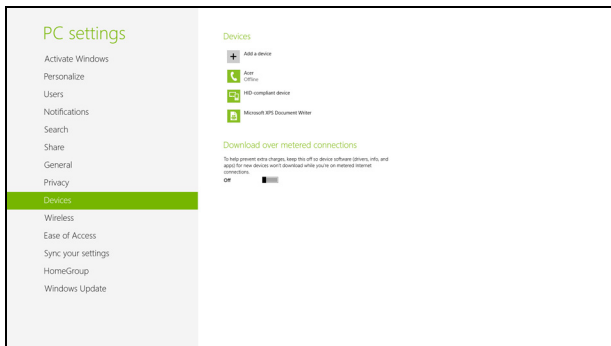 PC settings
Activate Windows
Personalize
Users
Notifications
Search
Share
General
Privacy
Devices
Wireless
Ease of Access
Sync your settings
HomeGroup
Windows Update
Devices
Add a device
Acer
Offline
HID-compliant device
Microsoft XPS Document Writer
Download over metered connections
To help prevent extra charges, keep this off so device software (drivers, info, and
apps) for new devices won't download while you're on metered Internet
connections.
Off